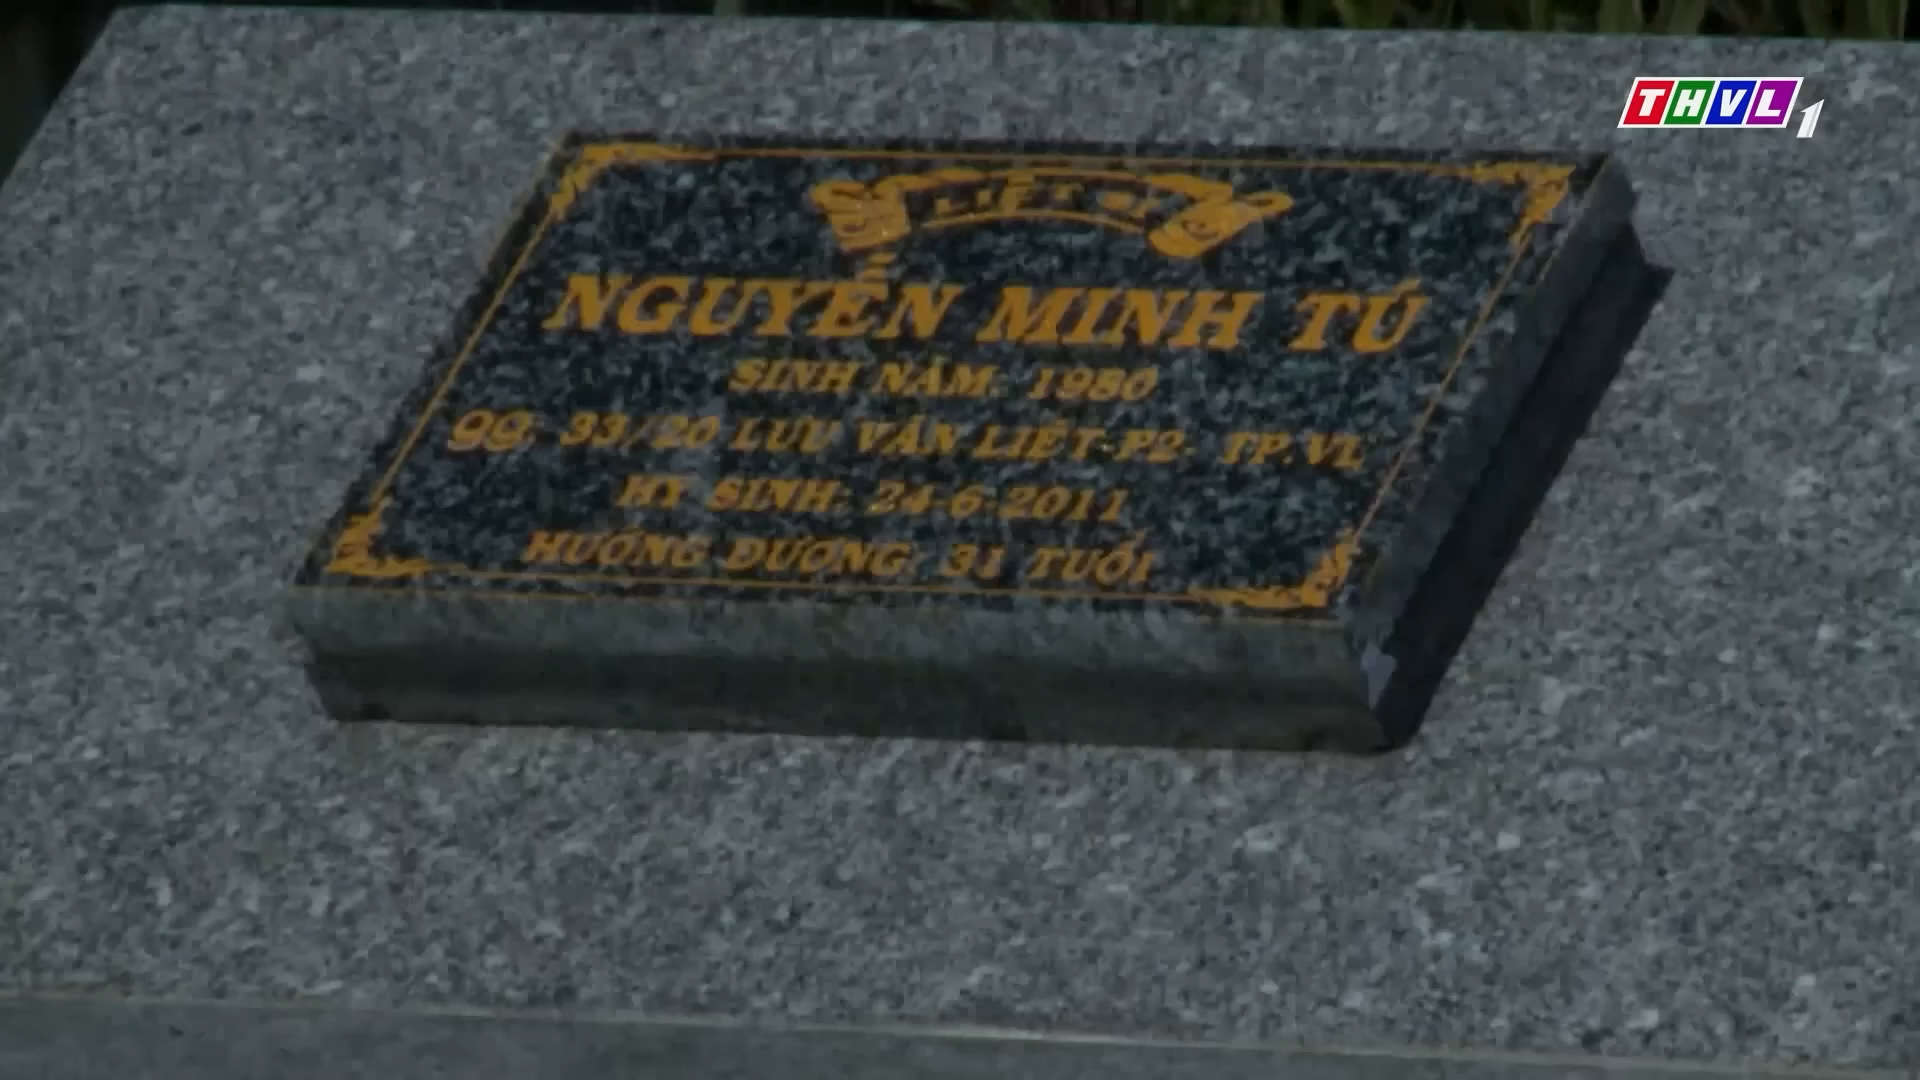 THVL1
LIỆT SĨ
NGUYỄN MINH TÚ
SINH NĂM: 1980
QQ: 33/20 LƯU VĂN LIỆT-P2- TP.VL
HY SINH: 24-6-2011
HƯỞNG DƯƠNG: 31 TUỔI